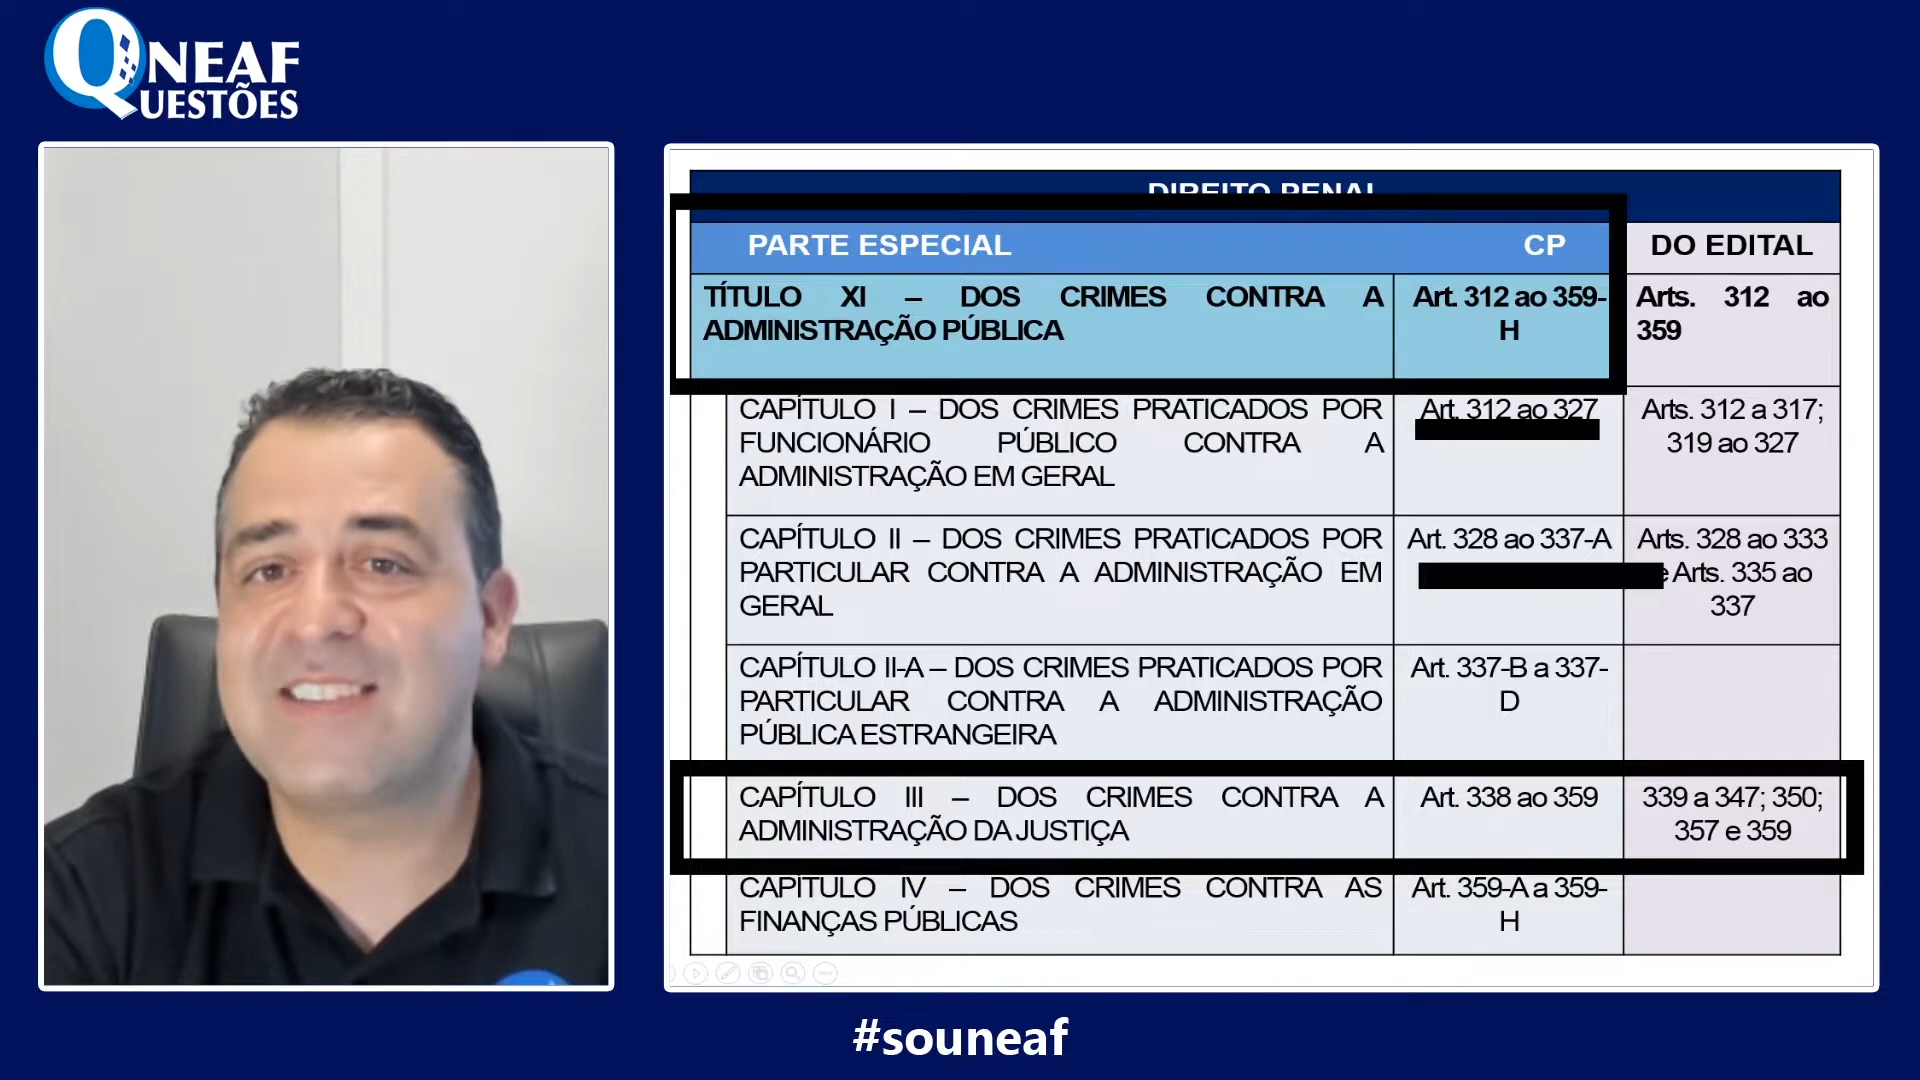 QNEAF
QUESTÕES
DIREITO PENAL
PARTE ESPECIAL CP DO EDITAL
TÍTULO XI – DOS CRIMES CONTRA A
ADMINISTRAÇÃO PÚBLICA
Art. 312 ao 359-
H
Arts. 312 ao
359
CAPÍTULO I – DOS CRIMES PRATICADOS POR
FUNCIONÁRIO PÚBLICO CONTRA A
ADMINISTRAÇÃO EM GERAL
Art. 312 ao 327
Arts. 312 a 317;
319 ao 327
CAPÍTULO II – DOS CRIMES PRATICADOS POR
PARTICULAR CONTRA A ADMINISTRAÇÃO EM
GERAL
Art. 328 ao 337-A
Arts. 328 ao 333
e Arts. 335 ao
337
CAPÍTULO II-A – DOS CRIMES PRATICADOS POR
PARTICULAR CONTRA A ADMINISTRAÇÃO
PÚBLICA ESTRANGEIRA
Art. 337-B a 337-
D
CAPÍTULO III – DOS CRIMES CONTRA A
ADMINISTRAÇÃO DA JUSTIÇA
Art. 338 ao 359
339 a 347; 350;
357 e 359
CAPÍTULO IV – DOS CRIMES CONTRA AS
FINANÇAS PÚBLICAS
Art. 359-A a 359-
H
#souneaf